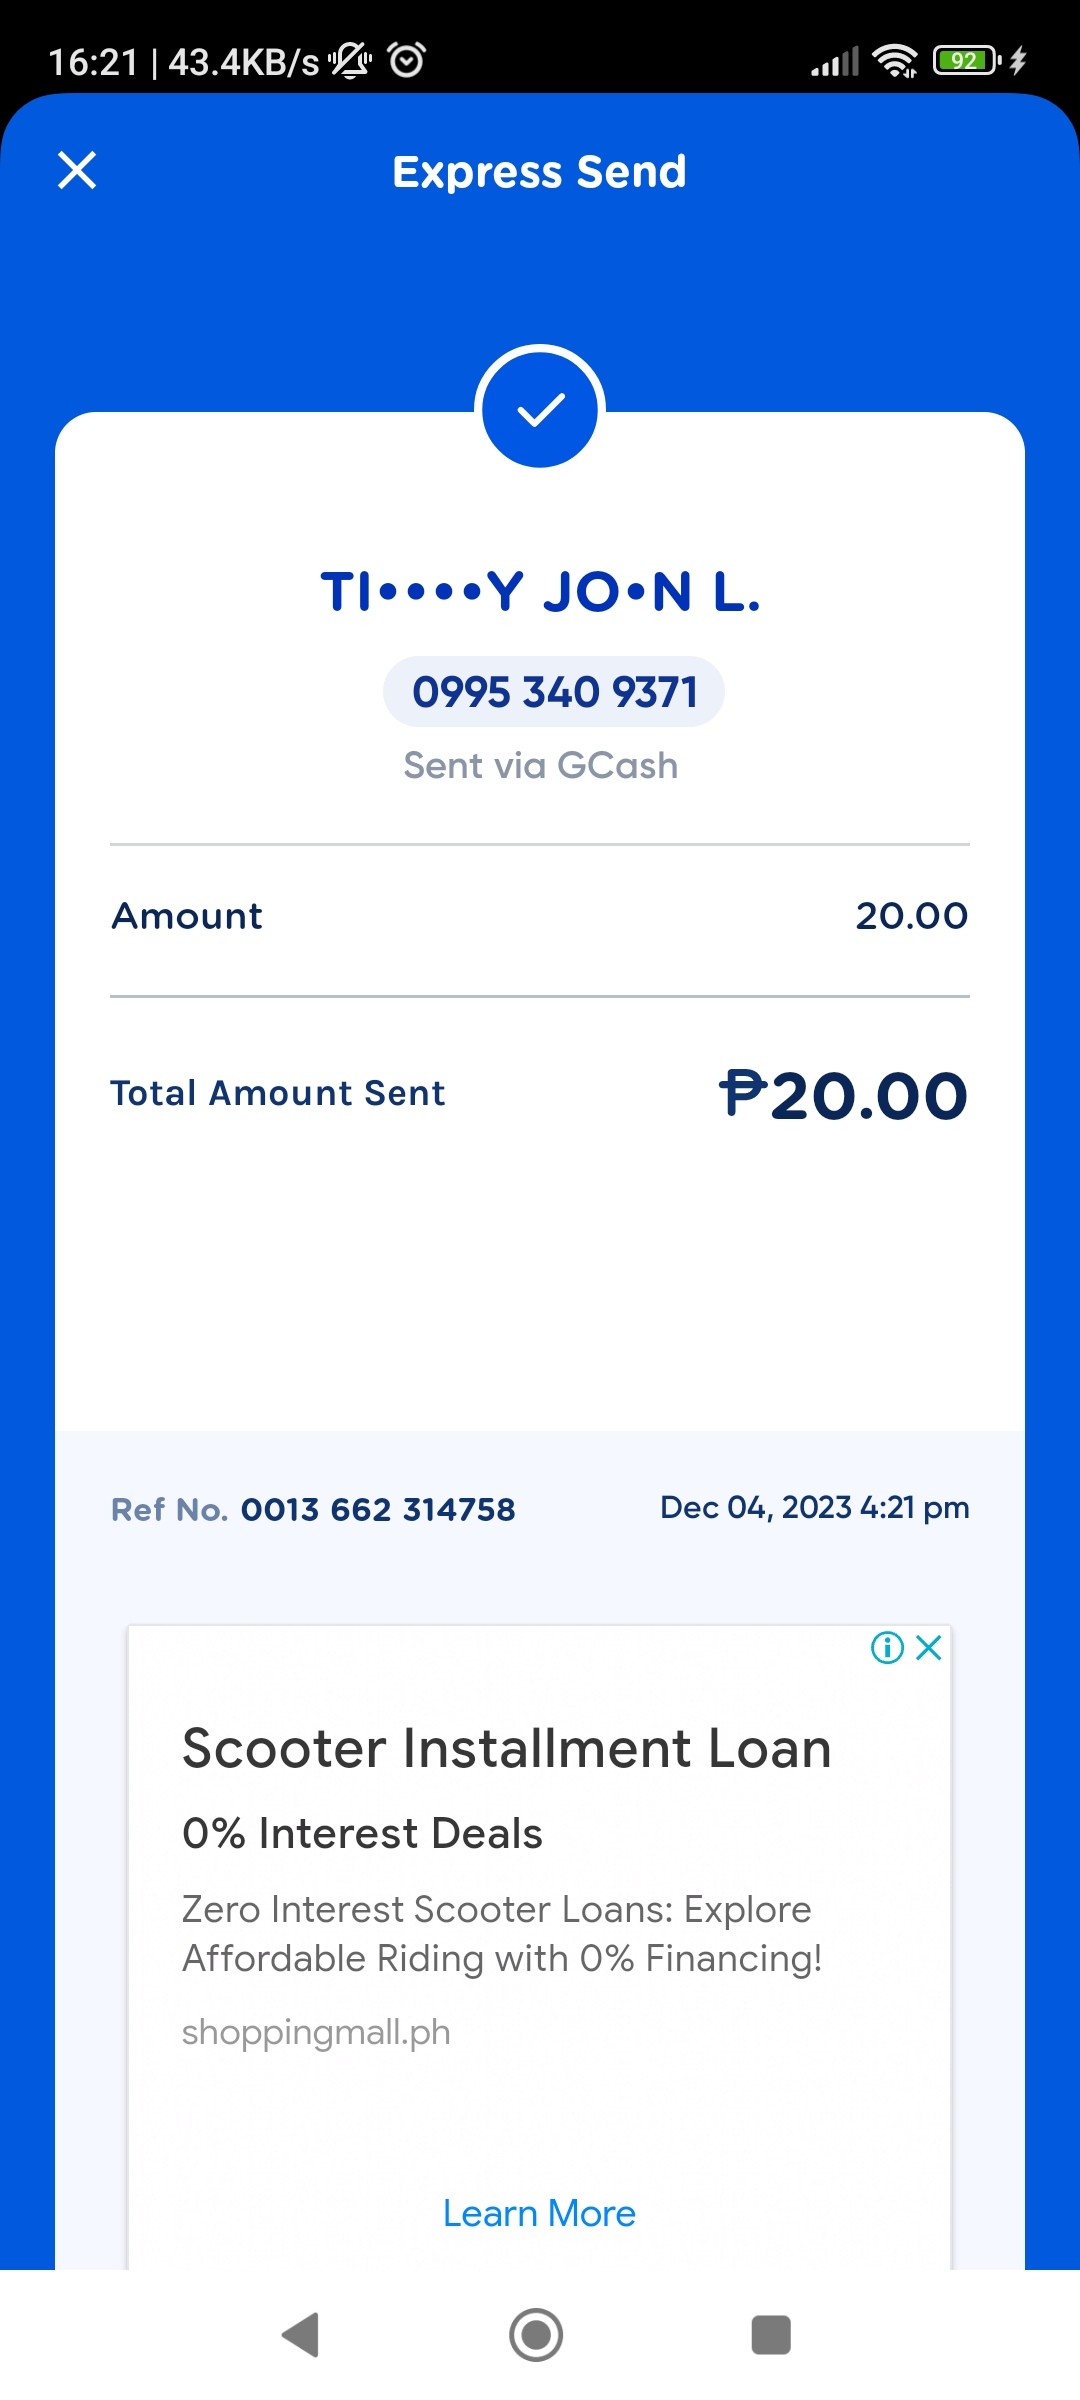 16:21 | 43.4KB/s
92
Express Send
TI••••Y JO•N L.
0995 340 9371
Sent via GCash
Amount 20.00
Total Amount Sent ₱20.00
Ref No. 0013 662 314758 Dec 04, 2023 4:21 pm
Scooter Installment Loan
0% Interest Deals
Zero Interest Scooter Loans: Explore
Affordable Riding with 0% Financing!
shoppingmall.ph
Learn More